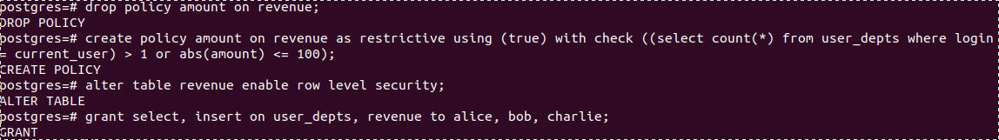 postgres=# drop policy amount on revenue;
DROP POLICY
postgres=# create policy amount on revenue as restrictive using (true) with check ((select count(*) from user_depts where login
= current_user) > 1 or abs(amount) <= 100);
CREATE POLICY
postgres=# alter table revenue enable row level security;
ALTER TABLE
postgres=# grant select, insert on user_depts, revenue to alice, bob, charlie;
GRANT